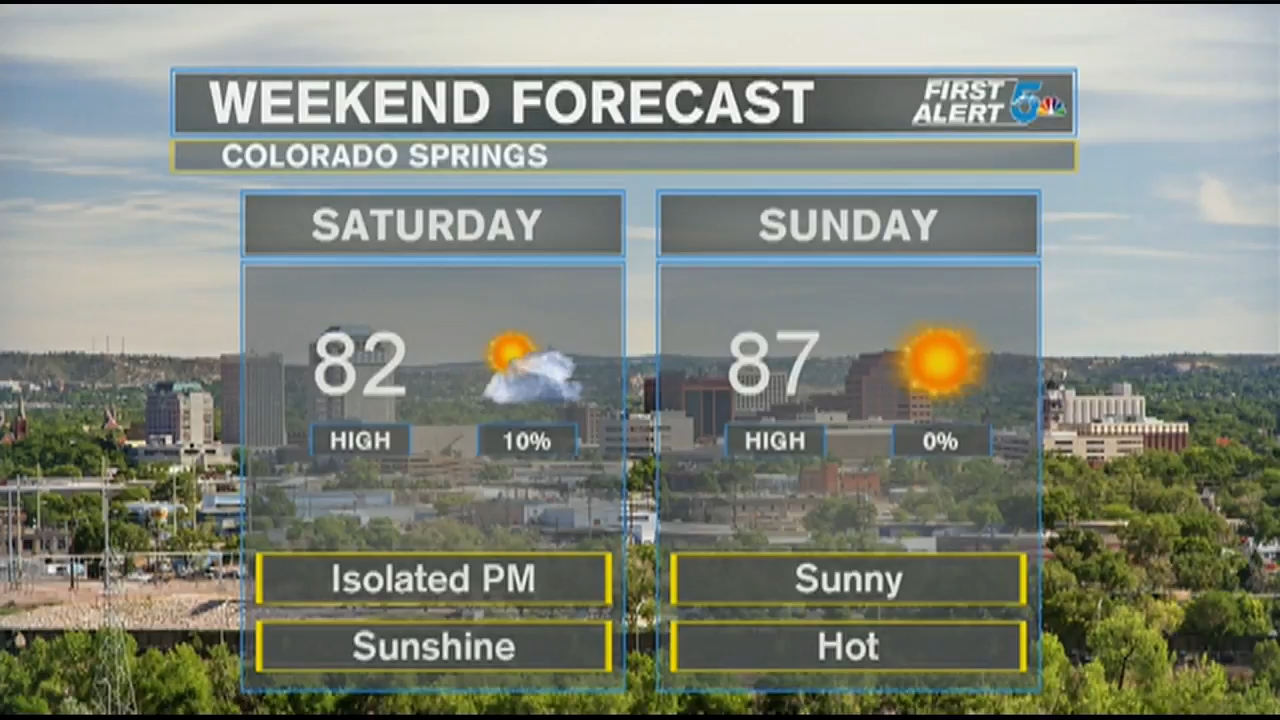 WEEKEND FORECAST
FIRST
ALERT 5
COLORADO SPRINGS
SATURDAY
82
HIGH
10%
Isolated PM
Sunshine
SUNDAY
87
HIGH
0%
Sunny
Hot